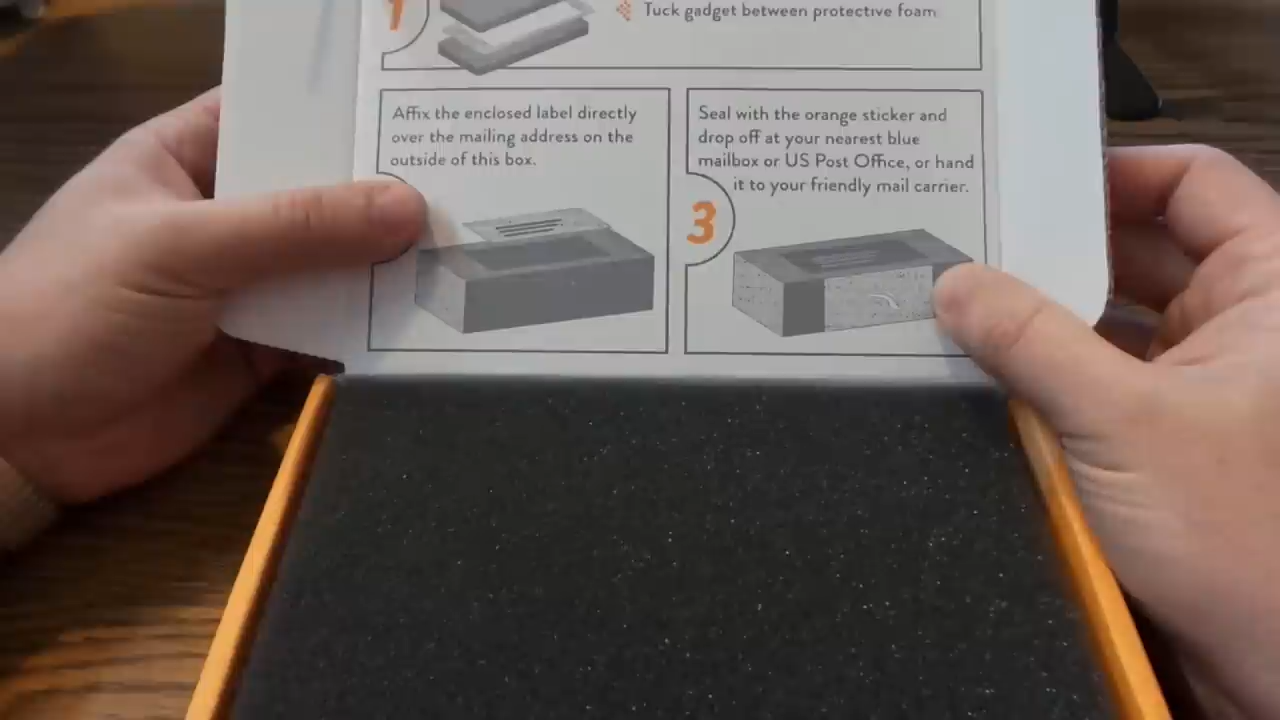 1
Tuck gadget between protective foam
Affix the enclosed label directly
over the mailing address on the
outside of this box.
Seal with the orange sticker and
drop off at your nearest blue
mailbox or US Post Office, or hand
it to your friendly mail carrier.
3